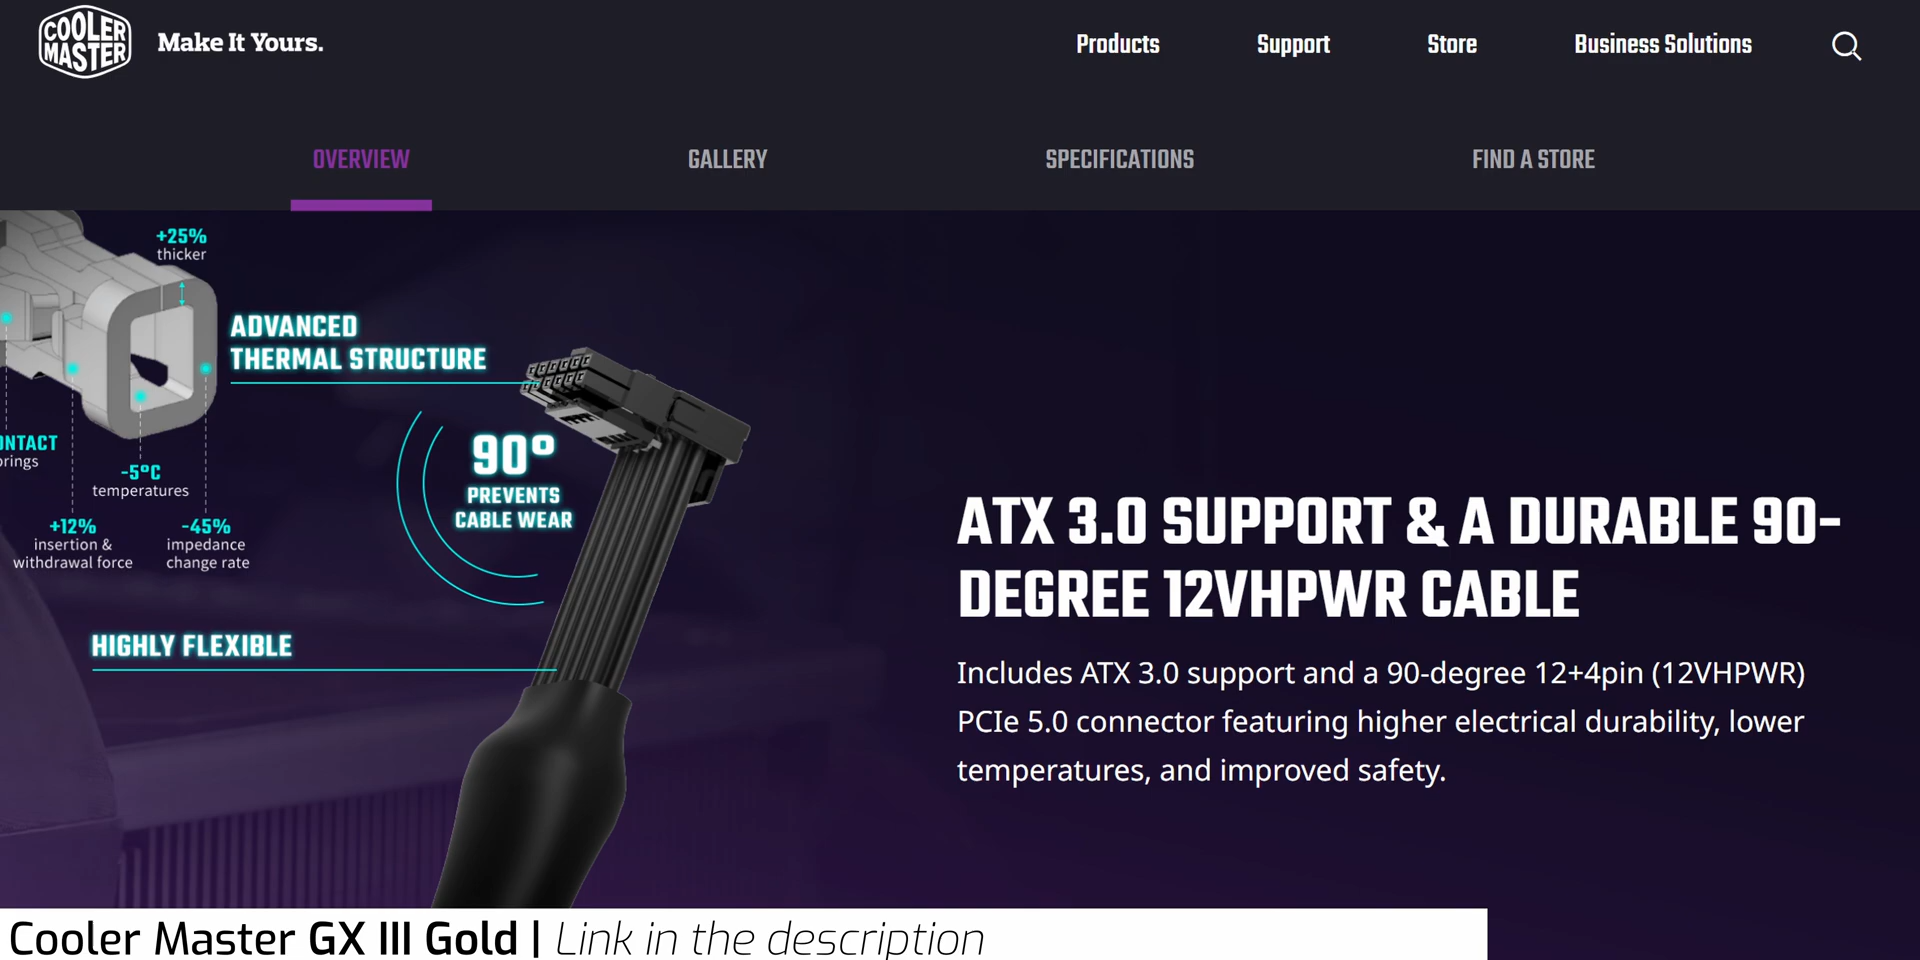 COOLER
MASTER
Make It Yours.
Products
Support
Store
Business Solutions
OVERVIEW
GALLERY
SPECIFICATIONS
FIND A STORE
+25%
thicker
ADVANCED
THERMAL STRUCTURE
90°
PREVENTS
CABLE WEAR
-5°C
temperatures
+12%
insertion &
withdrawal force
-45%
impedance
change rate
HIGHLY FLEXIBLE
ATX 3.0 SUPPORT & A DURABLE 90-
DEGREE 12VHPWR CABLE
Includes ATX 3.0 support and a 90-degree 12+4pin (12VHPWR)
PCIe 5.0 connector featuring higher electrical durability, lower
temperatures, and improved safety.
Cooler Master GX III Gold | Link in the description